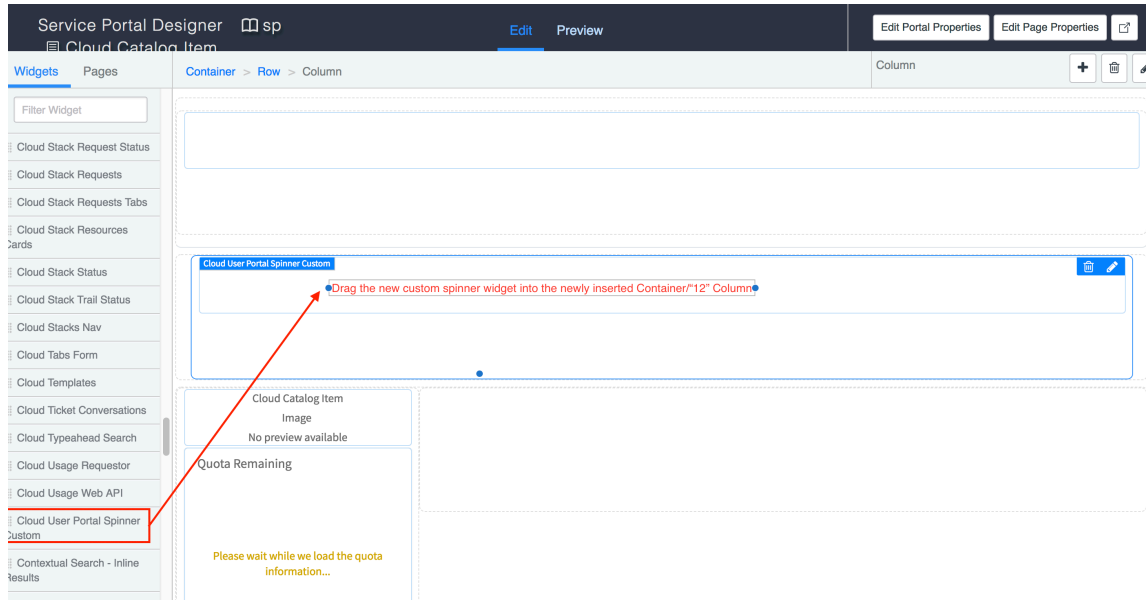 Service Portal Designer sp
Cloud Catalog Item
Edit Preview
Edit Portal Properties Edit Page Properties
Widgets Pages
Container > Row > Column
Column
Filter Widget
Cloud Stack Request Status
Cloud Stack Requests
Cloud Stack Requests Tabs
Cloud Stack Resources
Cards
Cloud Stack Status
Cloud Stack Trail Status
Cloud Stacks Nav
Cloud Tabs Form
Cloud Templates
Cloud Ticket Conversations
Cloud Typeahead Search
Cloud Usage Requestor
Cloud Usage Web API
Cloud User Portal Spinner
Custom
Contextual Search - Inline
Results
Cloud User Portal Spinner Custom
Drag the new custom spinner widget into the newly inserted Container/“12” Column
Cloud Catalog Item
Image
No preview available
Quota Remaining
Please wait while we load the quota
information...